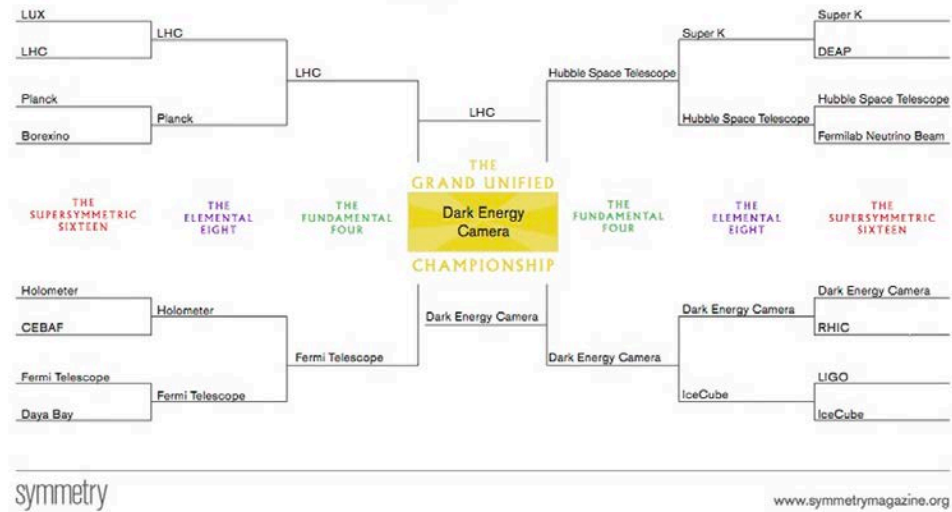 LUX
LHC
LHC
Planck
Borexino
Planck
LHC
LHC
Super K
DEAP
Super K
Hubble Space Telescope
Fermilab Neutrino Beam
Hubble Space Telescope
Hubble Space Telescope
THE
SUPERSYMMETRIC
SIXTEEN
THE
ELEMENTAL
EIGHT
THE
FUNDAMENTAL
FOUR
THE
GRAND UNIFIED
Dark Energy
Camera
CHAMPIONSHIP
THE
FUNDAMENTAL
FOUR
THE
ELEMENTAL
EIGHT
THE
SUPERSYMMETRIC
SIXTEEN
Holometer
CEBAF
Holometer
Fermi Telescope
Daya Bay
Fermi Telescope
Fermi Telescope
Dark Energy Camera
Dark Energy Camera
Dark Energy Camera
Dark Energy Camera
RHIC
IceCube
LIGO
IceCube
symmetry
www.symmetrymagazine.org